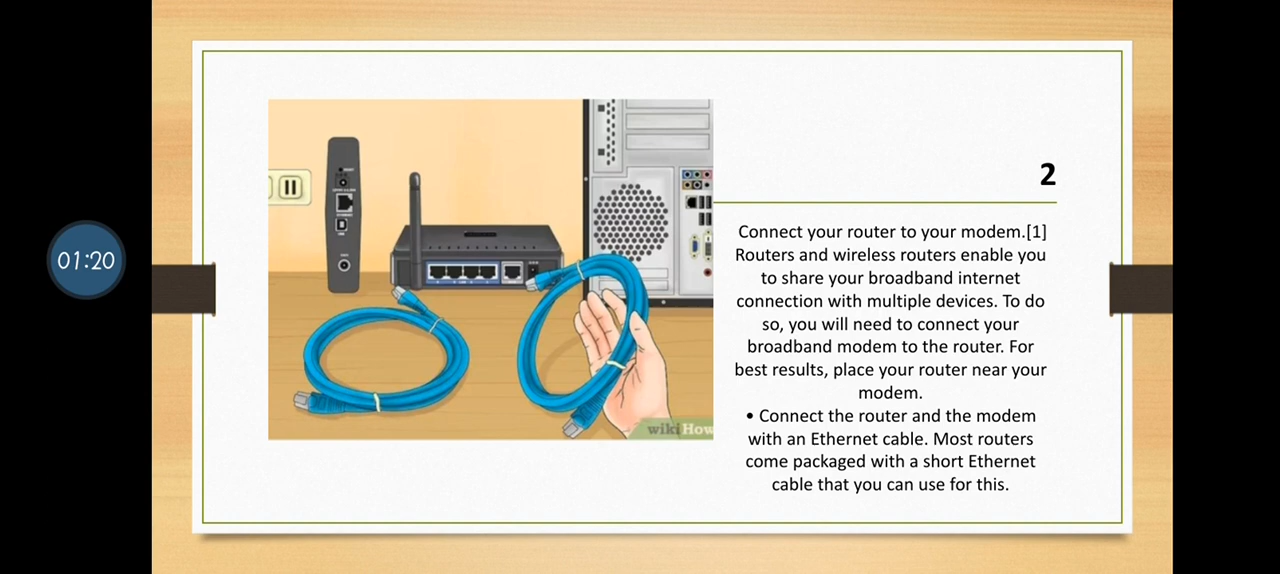 01:20
2
Connect your router to your modem.[1]
Routers and wireless routers enable you
to share your broadband internet
connection with multiple devices. To do
so, you will need to connect your
broadband modem to the router. For
best results, place your router near your
modem.
• Connect the router and the modem
with an Ethernet cable. Most routers
come packaged with a short Ethernet
cable that you can use for this.
wikiHow